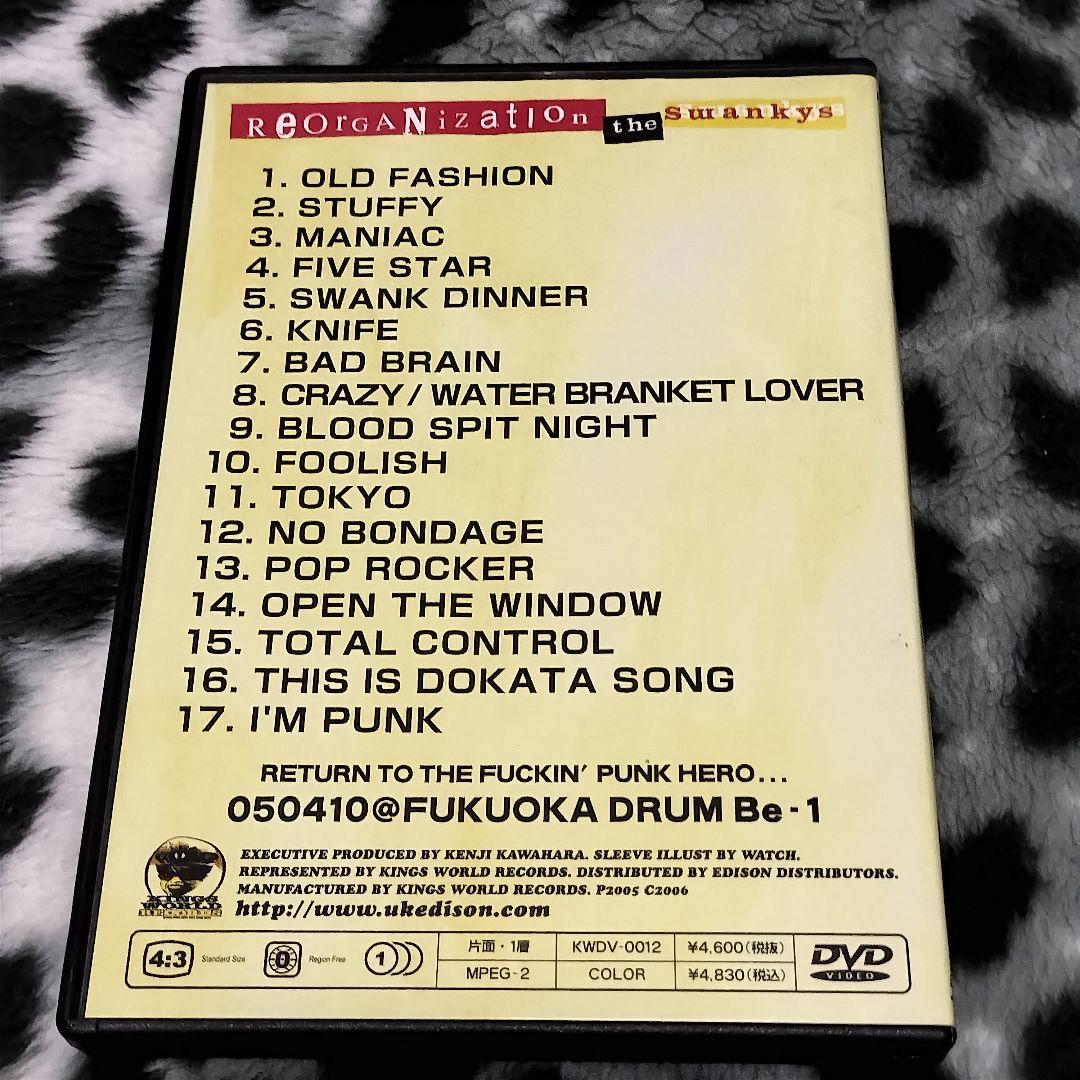 ReOrGANizatIOn the Swankys
1. OLD FASHION
2. STUFFY
3. MANIAC
4. FIVE STAR
5. SWANK DINNER
6. KNIFE
7. BAD BRAIN
8. CRAZY / WATER BRANKET LOVER
9. BLOOD SPIT NIGHT
10. FOOLISH
11. TOKYO
12. NO BONDAGE
13. POP ROCKER
14. OPEN THE WINDOW
15. TOTAL CONTROL
16. THIS IS DOKATA SONG
17. I'M PUNK
RETURN TO THE FUCKIN' PUNK HERO...
050410@FUKUOKA DRUM Be-1
EXECUTIVE PRODUCED BY KENJI KAWAHARA. SLEEVE ILLUST BY WATCH.
REPRESENTED BY KINGS WORLD RECORDS. DISTRIBUTED BY EDISON DISTRIBUTORS.
MANUFACTURED BY KINGS WORLD RECORDS. P2005 C2006
http://www.ukedison.com
KINGS
WORLD
RECORDS
4:3 Standard Size 0 Region Free 1
片面・1層 KWDV-0012 ¥4,600(税抜)
MPEG-2 COLOR ¥4,830(税込)
DVD
VIDEO